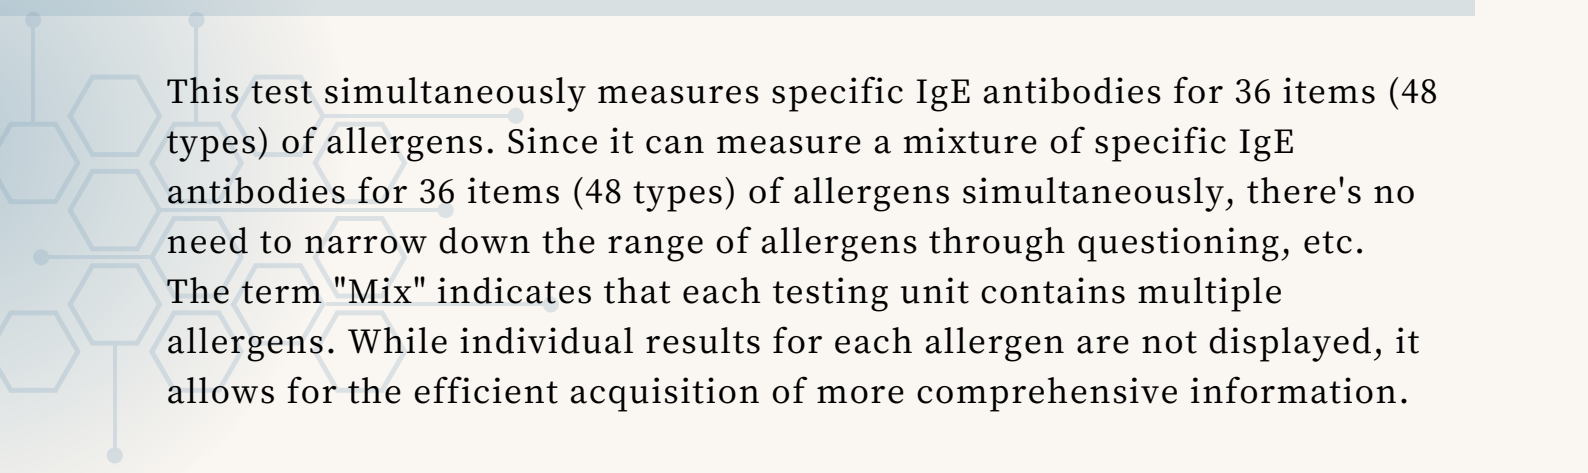 This test simultaneously measures specific IgE antibodies for 36 items (48
types) of allergens. Since it can measure a mixture of specific IgE
antibodies for 36 items (48 types) of allergens simultaneously, there's no
need to narrow down the range of allergens through questioning, etc.
The term "Mix" indicates that each testing unit contains multiple
allergens. While individual results for each allergen are not displayed, it
allows for the efficient acquisition of more comprehensive information.